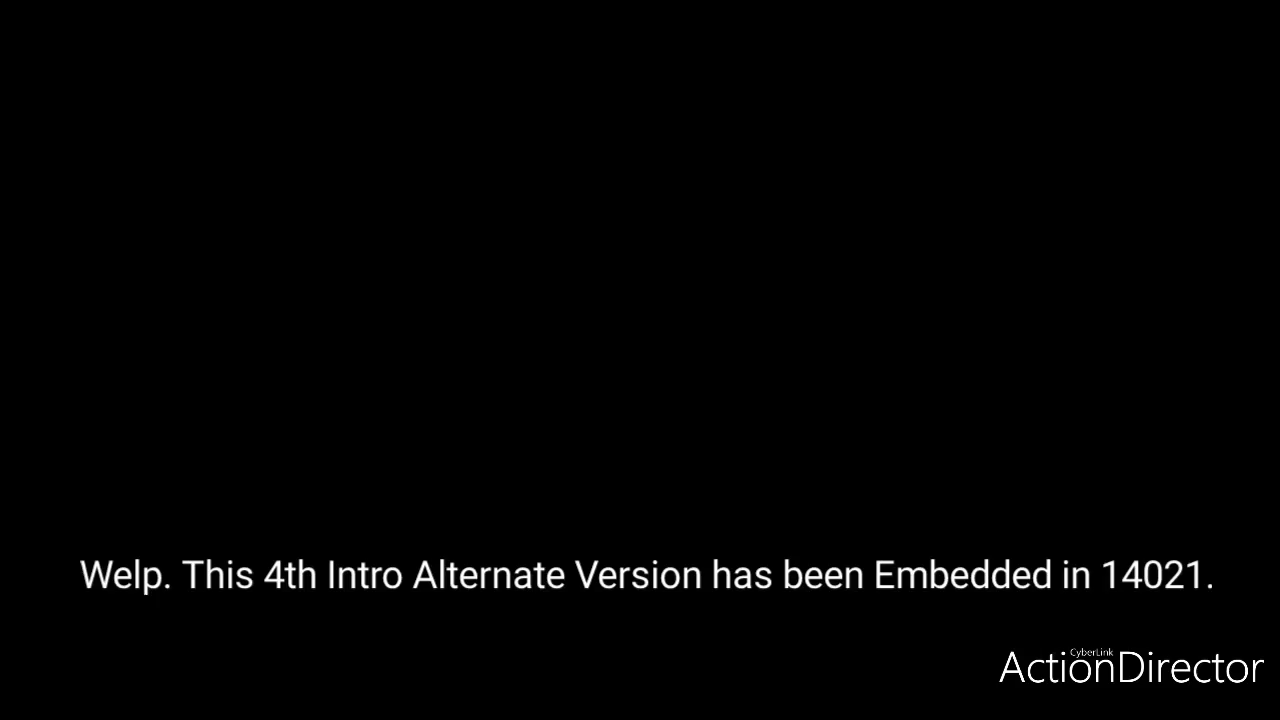 Welp. This 4th Intro Alternate Version has been Embedded in 14021.
CyberLink
ActionDirector